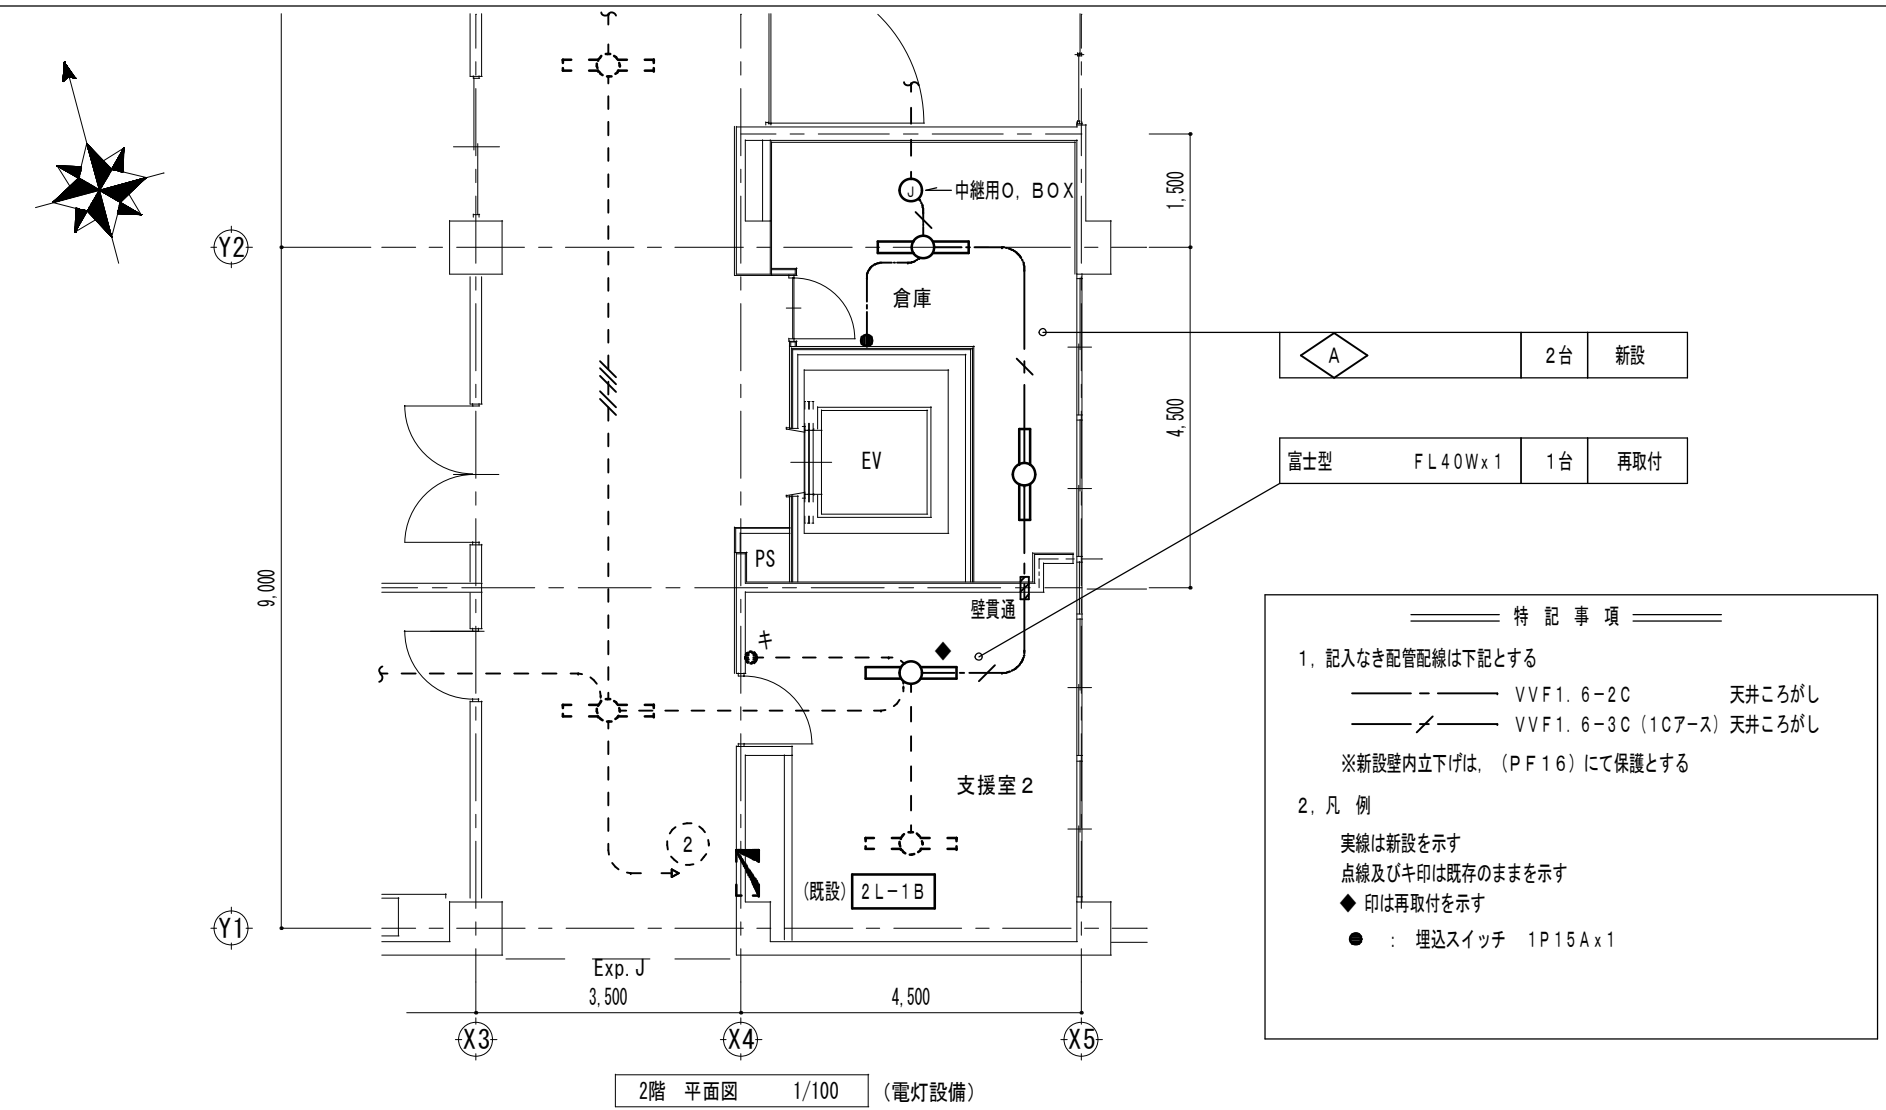 J
中継用O, BOX
1,500
Y2
倉庫
A
2台
新設
4,500
EV
富士型 FL40Wx1
1台
再取付
PS
9,000
壁貫通
キ
特 記 事 項
1, 記入なき配管配線は下記とする
VVF1. 6-2C 天井ころがし
VVF1. 6-3C (1Cアース) 天井ころがし
※新設壁内立下げは, (PF16) にて保護とする
2, 凡 例
実線は新設を示す
点線及びキ印は既存のままを示す
◆ 印は再取付を示す
● : 埋込スイッチ 1P15Ax1
支援室2
2
(既設) 2L-1B
Y1
Exp. J
3,500
4,500
X3
X4
X5
2階 平面図 1/100 (電灯設備)